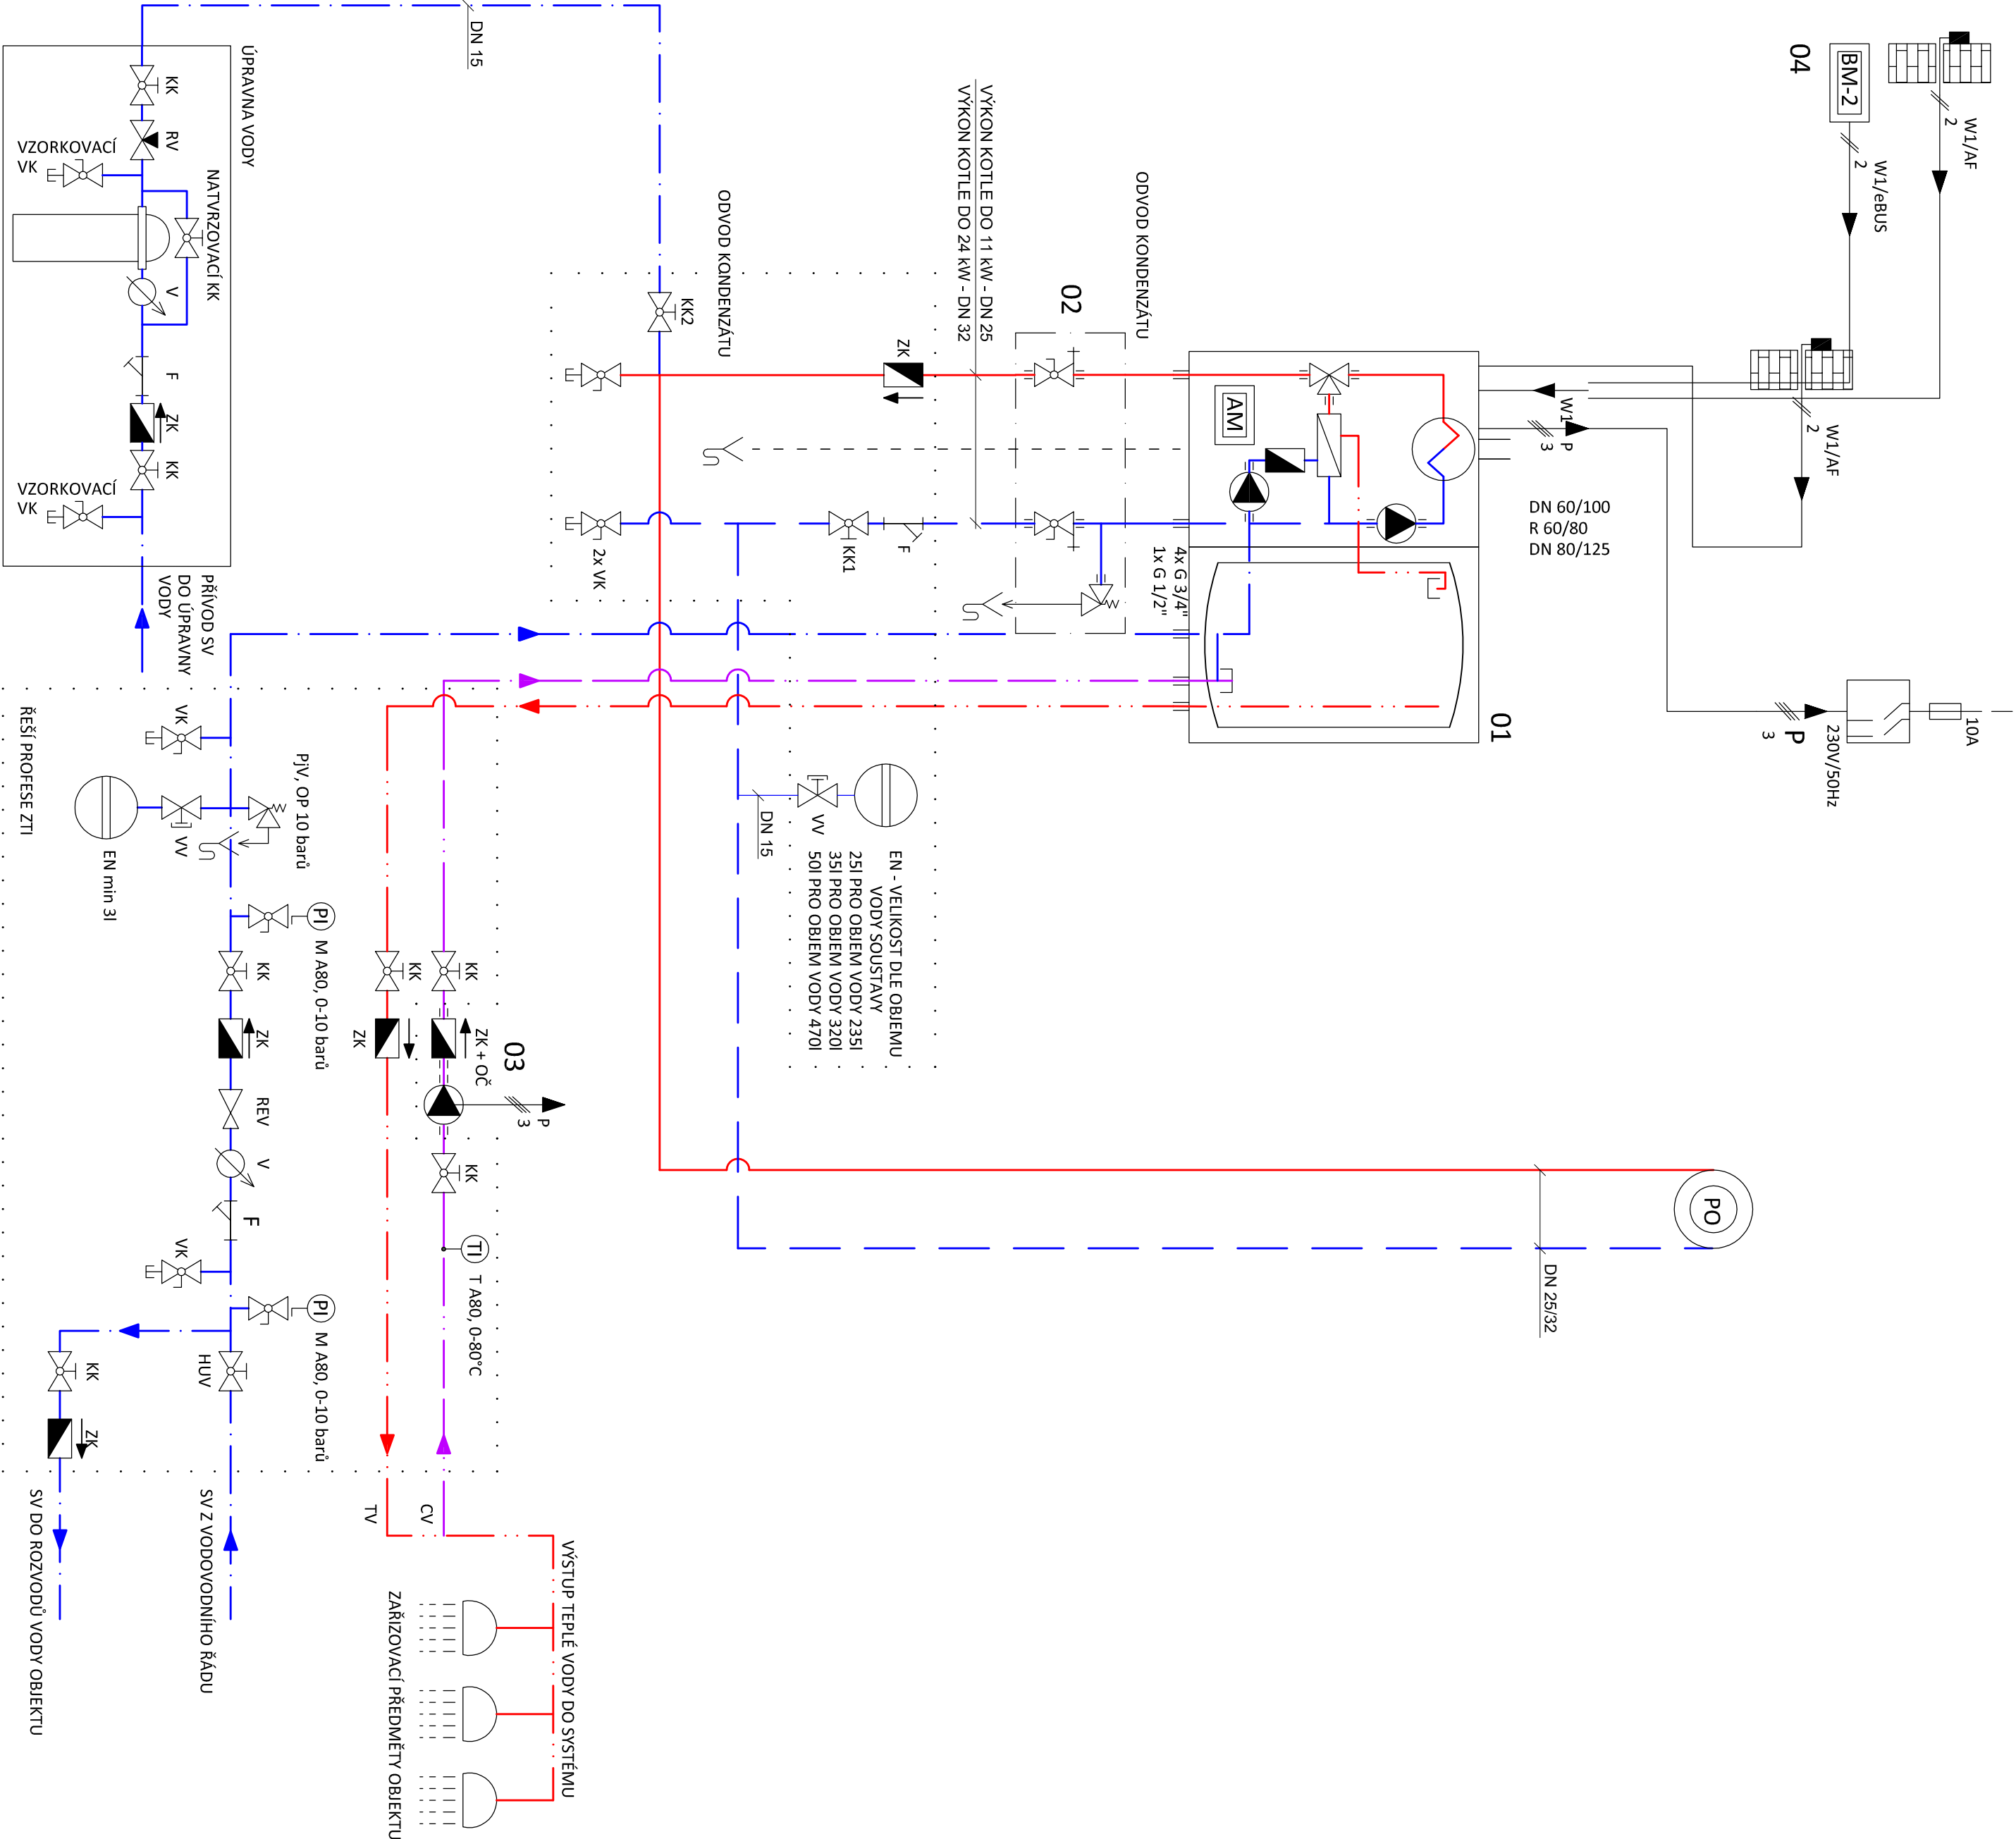 04
BM-2
2
W1/AF
2
W1/eBUS
2
W1/AF
W1
P
3
DN 60/100
R 60/80
DN 80/125
01
10A
230V/50Hz
P
3
AM
4x G 3/4"
1x G 1/2"
ODVOD KONDENZÁTU
02
VÝKON KOTLE DO 11 kW - DN 25
VÝKON KOTLE DO 24 kW - DN 32
ZK
ODVOD KONDENZÁTU
KK2
DN 15
F
KK1
2x VK
EN - VELIKOST DLE OBJEMU
VODY SOUSTAVY
25l PRO OBJEM VODY 235l
35l PRO OBJEM VODY 320l
50l PRO OBJEM VODY 470l
VV
DN 15
PO
DN 25/32
ÚPRAVNA VODY
KK
RV
VZORKOVACÍ
VK
NATVRZOVACÍ KK
V
F
ZK
KK
VZORKOVACÍ
VK
PŘÍVOD SV
DO ÚPRAVNY
VODY
ŘEŠÍ PROFESE ZTI
VK
PjV, OP 10 barů
VV
EN min 3l
PI
M A80, 0-10 barů
KK
ZK
REV
V
F
VK
PI
M A80, 0-10 barů
HUV
KK
ZK
KK
ZK
KK
ZK + OČ
03
P
3
KK
TI
T A80, 0-80°C
TV
CV
SV Z VODOVODNÍHO ŘÁDU
SV DO ROZVODŮ VODY OBJEKTU
VÝSTUP TEPLÉ VODY DO SYSTÉMU
ZAŘIZOVACÍ PŘEDMĚTY OBJEKTU